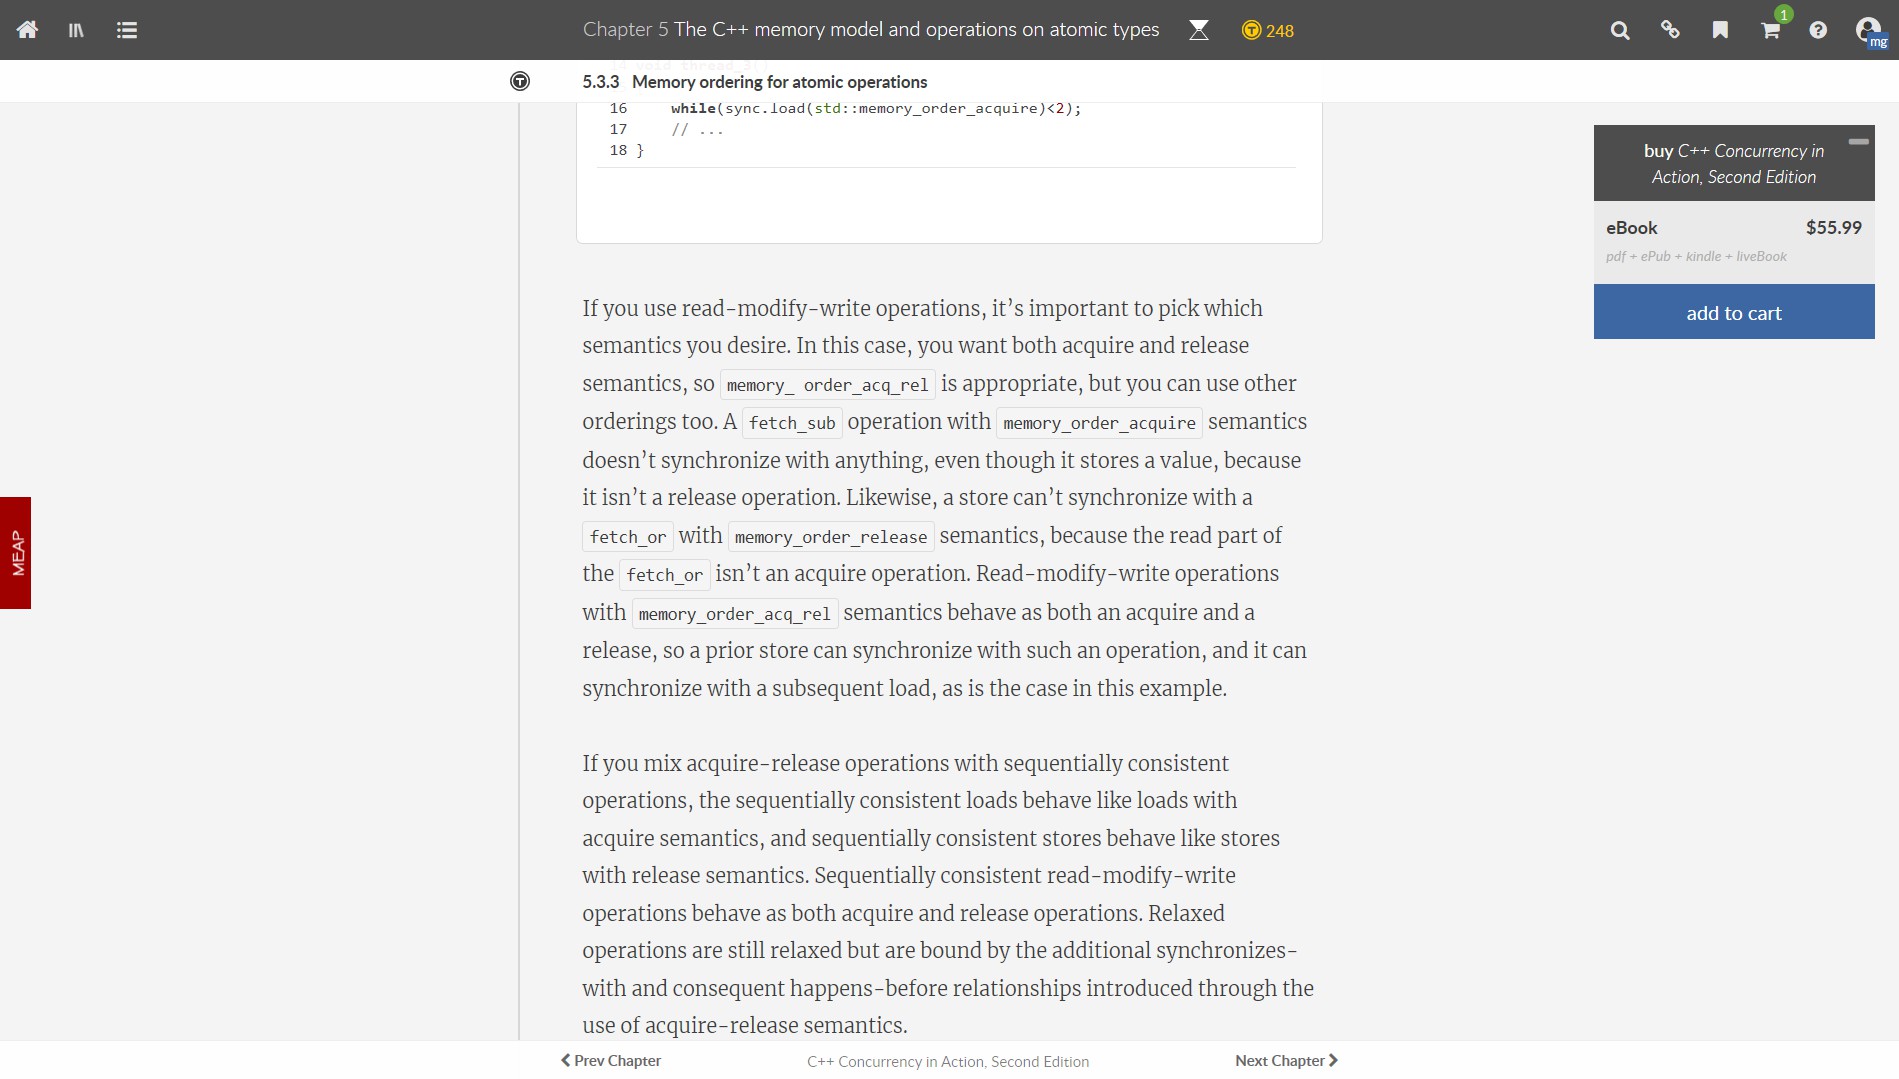 Chapter 5 The C++ memory model and operations on atomic types
248
1
mg
5.3.3 Memory ordering for atomic operations
16 while(sync.load(std::memory_order_acquire)<2);
17 // ...
18 }
buy C++ Concurrency in
Action, Second Edition
eBook $55.99
pdf + ePub + kindle + liveBook
add to cart
MEAP
If you use read-modify-write operations, it’s important to pick which
semantics you desire. In this case, you want both acquire and release
semantics, so memory_ order_acq_rel is appropriate, but you can use other
orderings too. A fetch_sub operation with memory_order_acquire semantics
doesn’t synchronize with anything, even though it stores a value, because
it isn’t a release operation. Likewise, a store can’t synchronize with a
fetch_or with memory_order_release semantics, because the read part of
the fetch_or isn’t an acquire operation. Read-modify-write operations
with memory_order_acq_rel semantics behave as both an acquire and a
release, so a prior store can synchronize with such an operation, and it can
synchronize with a subsequent load, as is the case in this example.
If you mix acquire-release operations with sequentially consistent
operations, the sequentially consistent loads behave like loads with
acquire semantics, and sequentially consistent stores behave like stores
with release semantics. Sequentially consistent read-modify-write
operations behave as both acquire and release operations. Relaxed
operations are still relaxed but are bound by the additional synchronizes-
with and consequent happens-before relationships introduced through the
use of acquire-release semantics.
Prev Chapter
C++ Concurrency in Action, Second Edition
Next Chapter